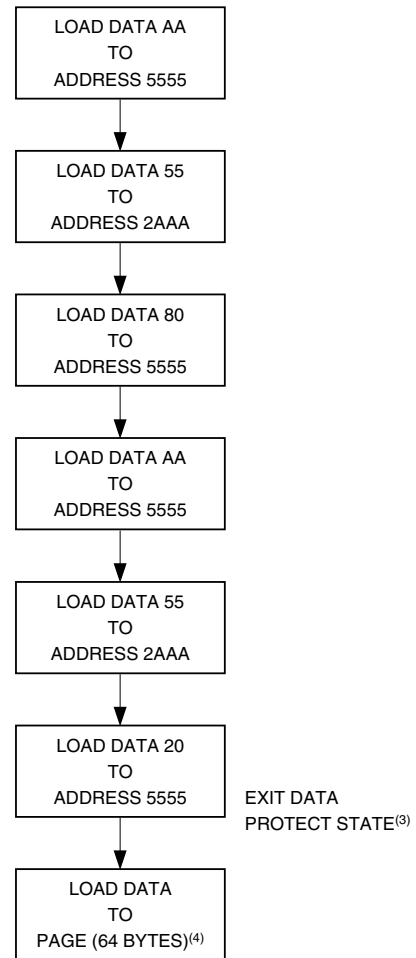 LOAD DATA AA
TO
ADDRESS 5555
LOAD DATA 55
TO
ADDRESS 2AAA
LOAD DATA 80
TO
ADDRESS 5555
LOAD DATA AA
TO
ADDRESS 5555
LOAD DATA 55
TO
ADDRESS 2AAA
LOAD DATA 20
TO
ADDRESS 5555
EXIT DATA
PROTECT STATE(3)
LOAD DATA
TO
PAGE (64 BYTES)(4)